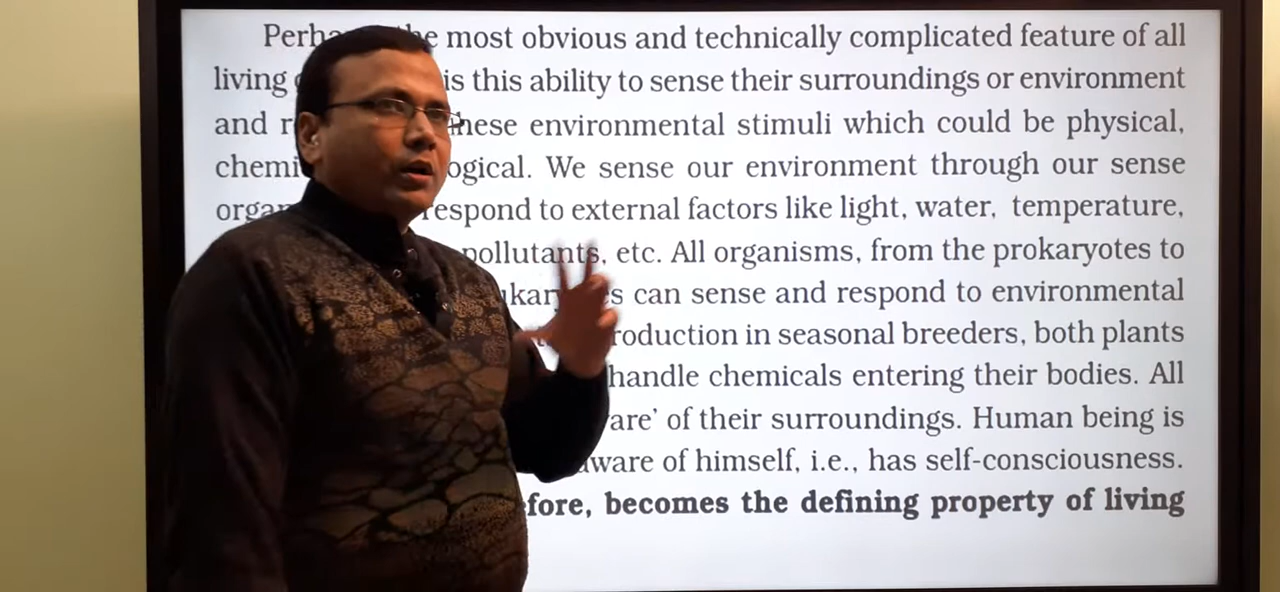 Perh he most obvious and technically complicated feature of all
living is this ability to sense their surroundings or environment
and r these environmental stimuli which could be physical,
chemi ogical. We sense our environment through our sense
orga respond to external factors like light, water, temperature,
pollutants, etc. All organisms, from the prokaryotes to
ukary s can sense and respond to environmental
roduction in seasonal breeders, both plants
handle chemicals entering their bodies. All
are’ of their surroundings. Human being is
aware of himself, i.e., has self-consciousness.
fore, becomes the defining property of living